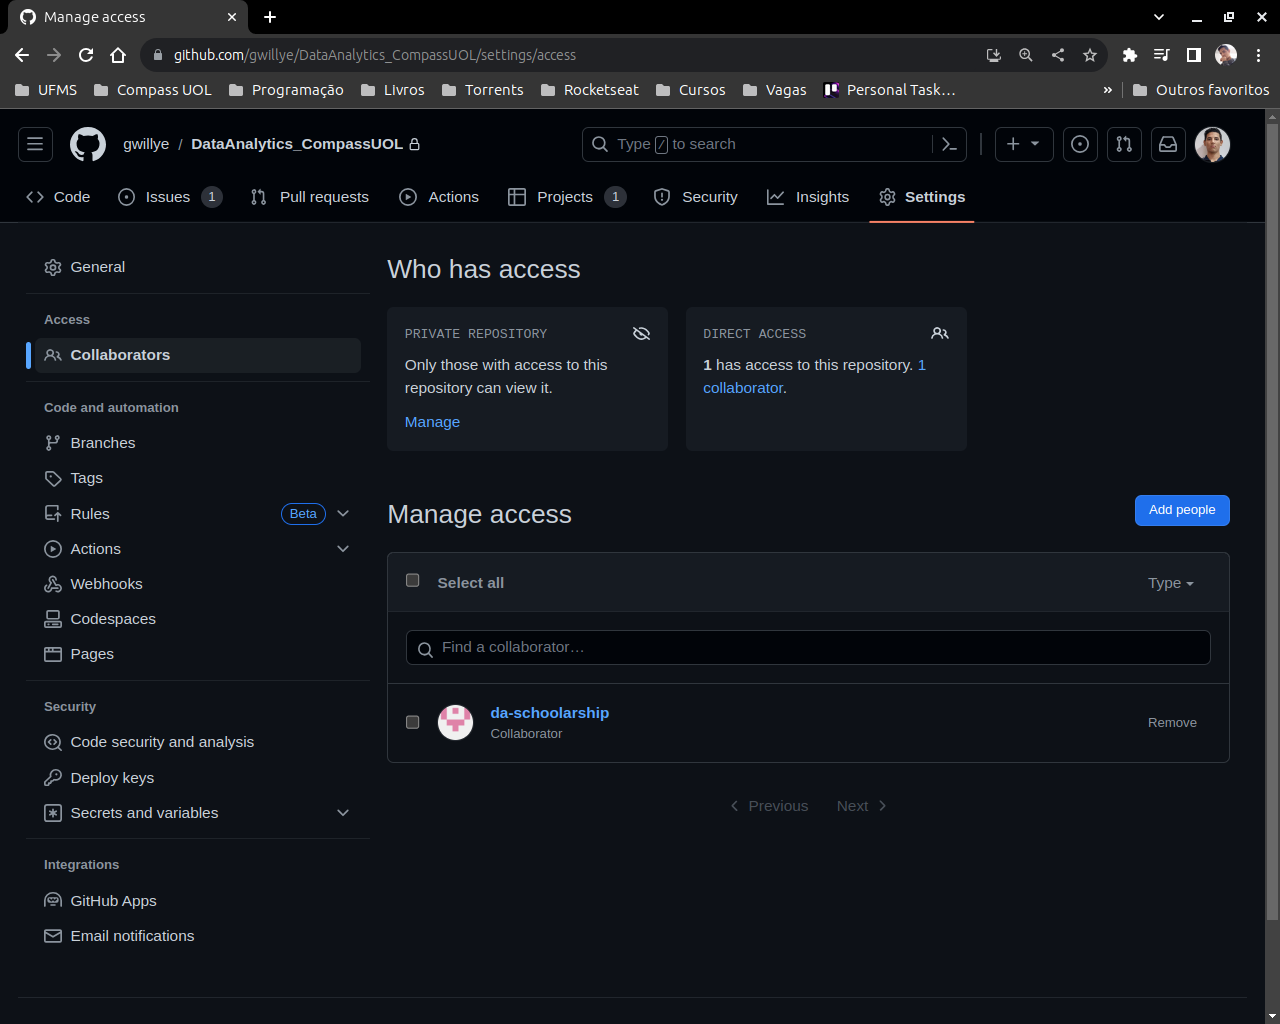 Manage access
github.com/gwillye/DataAnalytics_CompassUOL/settings/access
UFMS Compass UOL Programação Livros Torrents Rocketseat Cursos Vagas Personal Task… » Outros favoritos
gwillye / DataAnalytics_CompassUOL Type / to search
Code Issues 1 Pull requests Actions Projects 1 Security Insights Settings
General
Access
Collaborators
Code and automation
Branches
Tags
Rules Beta
Actions
Webhooks
Codespaces
Pages
Security
Code security and analysis
Deploy keys
Secrets and variables
Integrations
GitHub Apps
Email notifications
Who has access
PRIVATE REPOSITORY
Only those with access to this
repository can view it.
Manage
DIRECT ACCESS
1 has access to this repository. 1
collaborator.
Manage access
Add people
Select all Type
Find a collaborator…
da-schoolarship
Collaborator
Remove
Previous Next